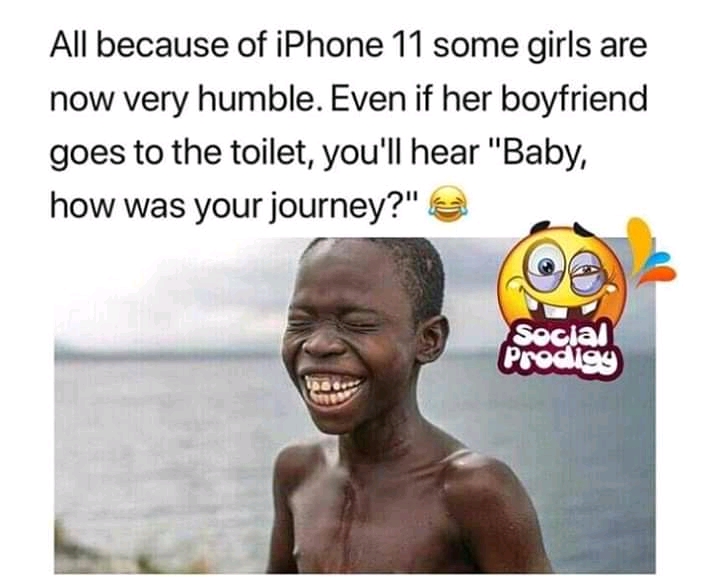 All because of iPhone 11 some girls are
now very humble. Even if her boyfriend
goes to the toilet, you'll hear "Baby,
how was your journey?" 😂
Social
Prodigy